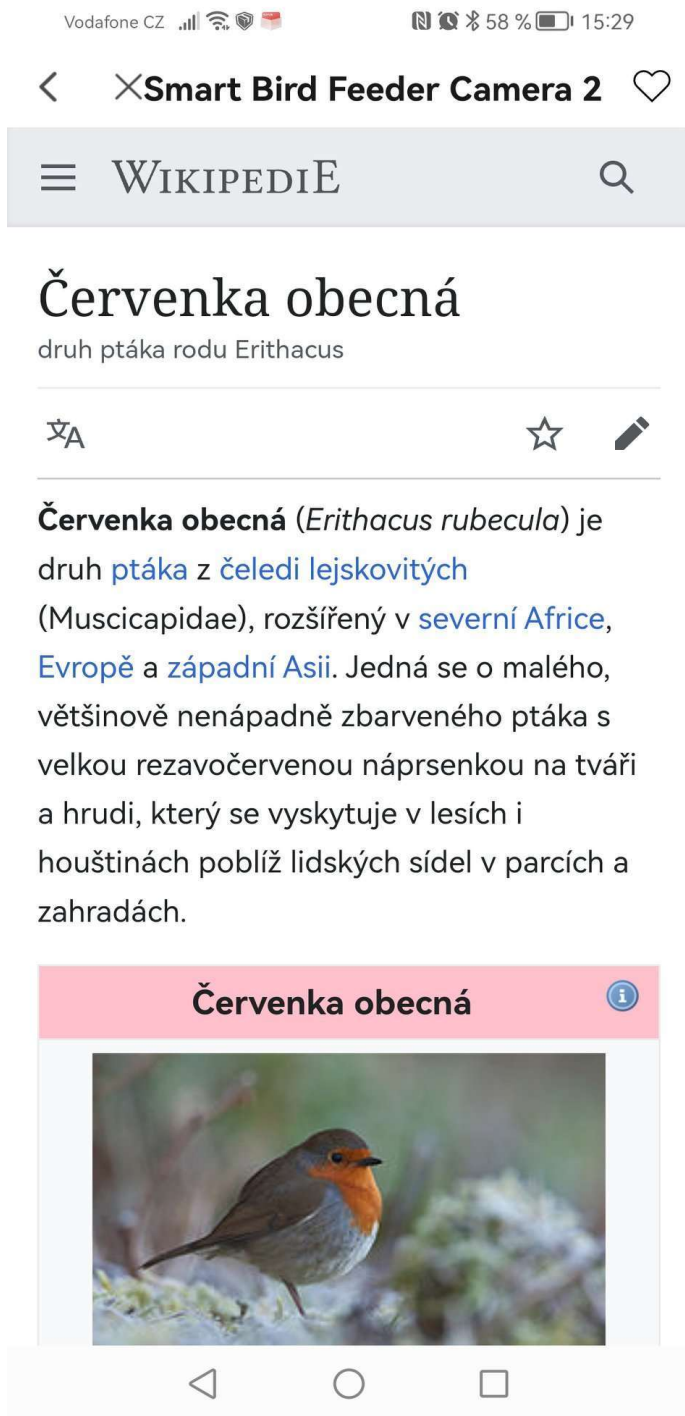 Vodafone CZ 58 % 15:29
Smart Bird Feeder Camera 2
WIKIPEDIE
Červenka obecná
druh ptáka rodu Erithacus
Červenka obecná (Erithacus rubecula) je
druh ptáka z čeledi lejskovitých
(Muscicapidae), rozšířený v severní Africe,
Evropě a západní Asii. Jedná se o malého,
většinově nenápadně zbarveného ptáka s
velkou rezavočervenou náprsenkou na tváři
a hrudi, který se vyskytuje v lesích i
houštinách poblíž lidských sídel v parcích a
zahradách.
Červenka obecná